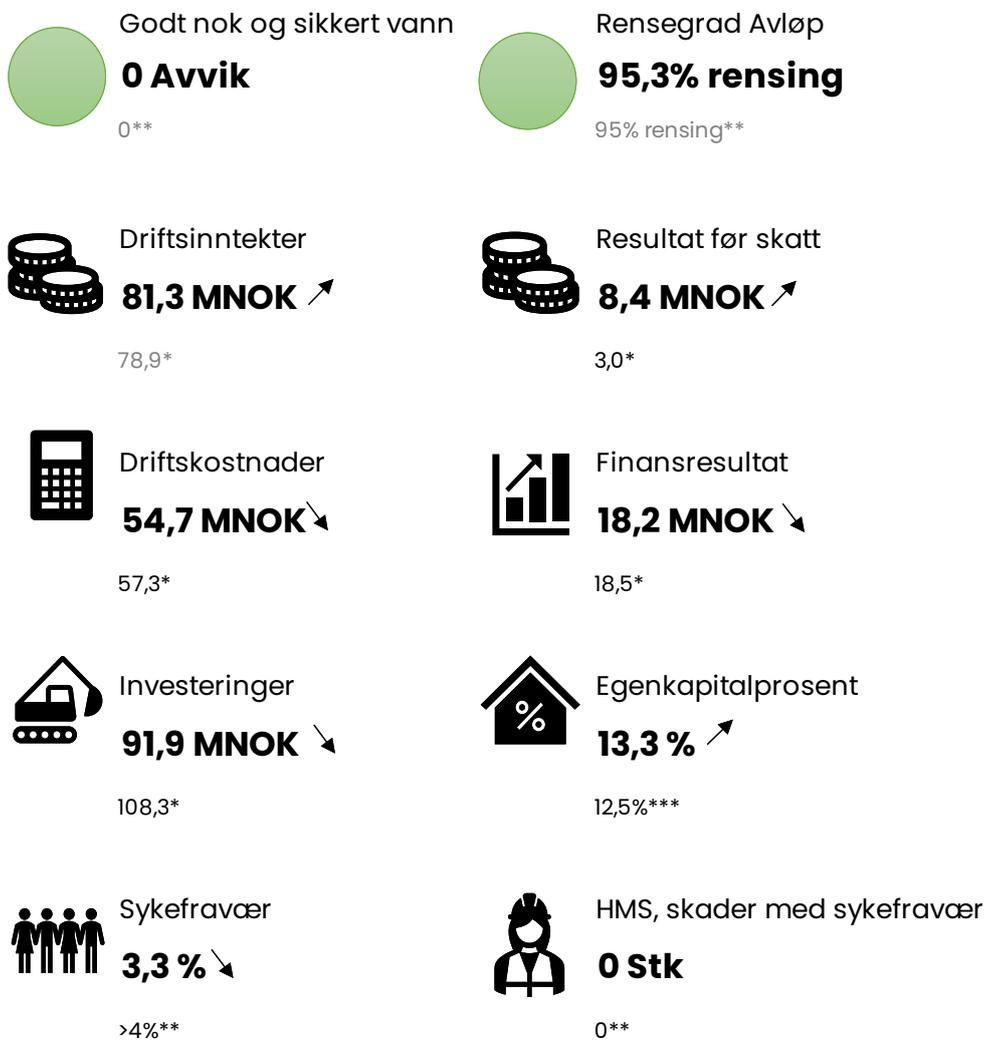 Godt nok og sikkert vann
0 Avvik
0**
Rensegrad Avløp
95,3% rensing
95% rensing**
Driftsinntekter
81,3 MNOK
78,9*
Resultat før skatt
8,4 MNOK
3,0*
Driftskostnader
54,7 MNOK
57,3*
Finansresultat
18,2 MNOK
18,5*
Investeringer
91,9 MNOK
108,3*
Egenkapitalprosent
%
13,3 %
12,5%***
Sykefravær
3,3 %
>4%**
HMS, skader med sykefravær
0 Stk
0**